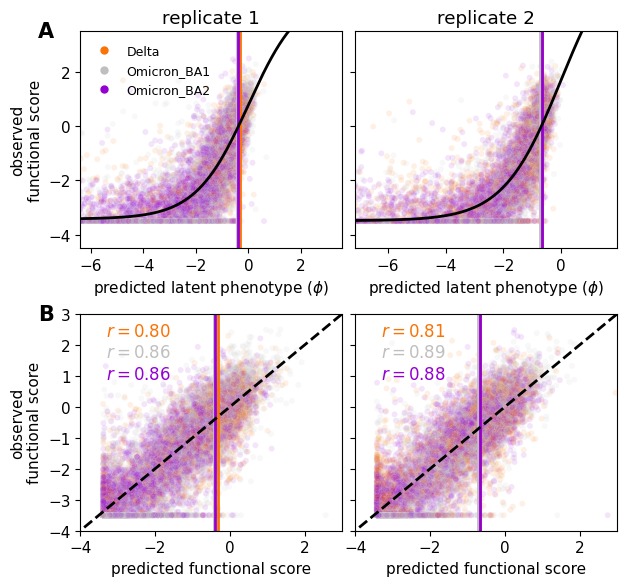 A
replicate 1
replicate 2
observed
functional score
Delta
Omicron_BA1
Omicron_BA2
2
0
−2
−4
−6
−4
−2
0
2
−6
−4
−2
0
predicted latent phenotype (ϕ)
predicted latent phenotype (ϕ)
B
observed
functional score
3
2
1
0
−1
−2
−3
−4
r = 0.80
r = 0.86
r = 0.86
r = 0.81
r = 0.89
r = 0.88
−4
−2
0
−4
−2
0
2
predicted functional score
predicted functional score